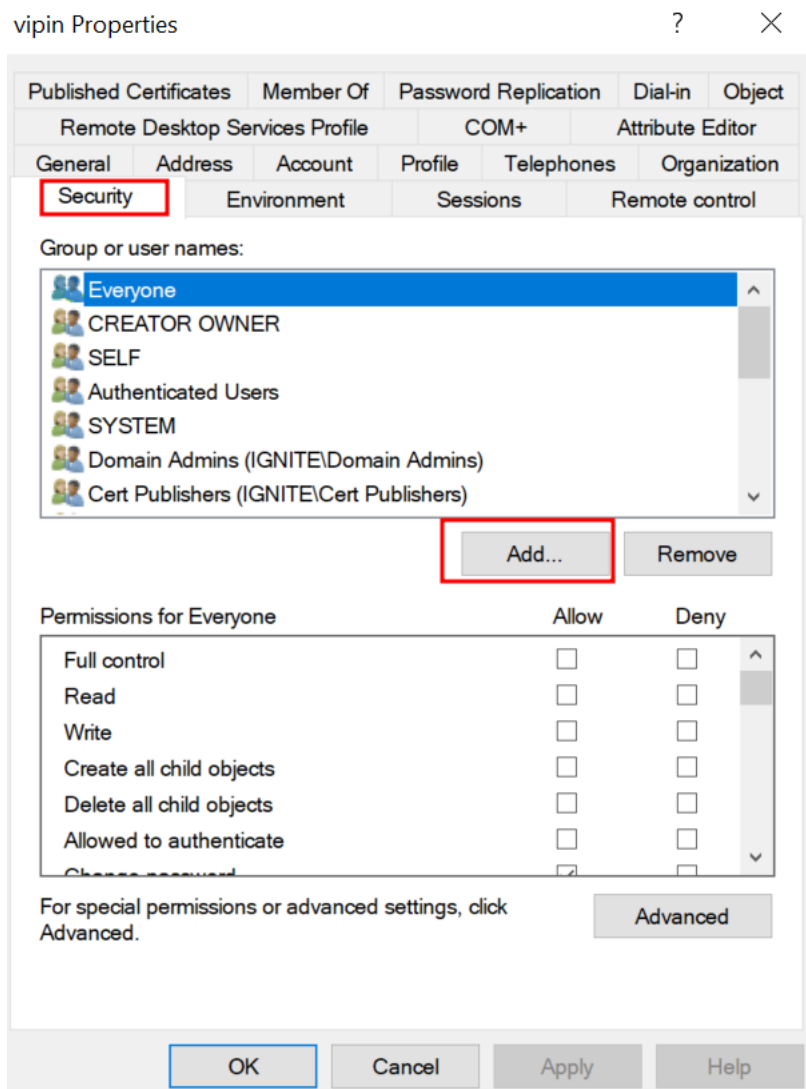 vipin Properties ?
Published Certificates Member Of Password Replication Dial-in Object
Remote Desktop Services Profile COM+ Attribute Editor
General Address Account Profile Telephones Organization
Security Environment Sessions Remote control
Group or user names:
Everyone
CREATOR OWNER
SELF
Authenticated Users
SYSTEM
Domain Admins (IGNITE\Domain Admins)
Cert Publishers (IGNITE\Cert Publishers)
Add... Remove
Permissions for Everyone Allow Deny
Full control
Read
Write
Create all child objects
Delete all child objects
Allowed to authenticate
Change password
For special permissions or advanced settings, click
Advanced.
Advanced
OK Cancel Apply Help